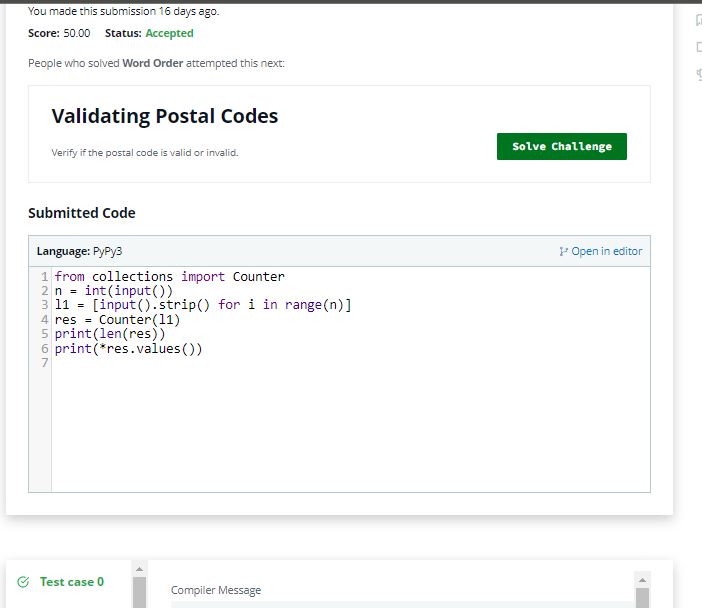 You made this submission 16 days ago.
Score: 50.00 Status: Accepted
People who solved Word Order attempted this next:
Validating Postal Codes
Verify if the postal code is valid or invalid.
Solve Challenge
Submitted Code
Language: PyPy3
Open in editor
1 from collections import Counter
2 n = int(input())
3 l1 = [input().strip() for i in range(n)]
4 res = Counter(l1)
5 print(len(res))
6 print(*res.values())
7
Test case 0
Compiler Message